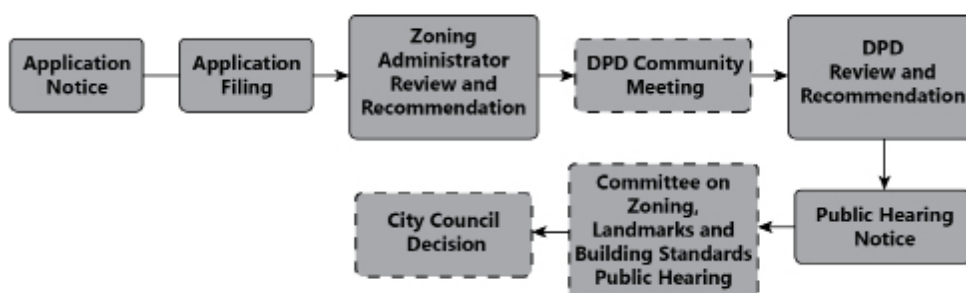 Application
Notice
Application
Filing
Zoning
Administrator
Review and
Recommendation
DPD Community
Meeting
DPD
Review and
Recommendation
Public Hearing
Notice
Committee on
Zoning,
Landmarks and
Building Standards
Public Hearing
City Council
Decision